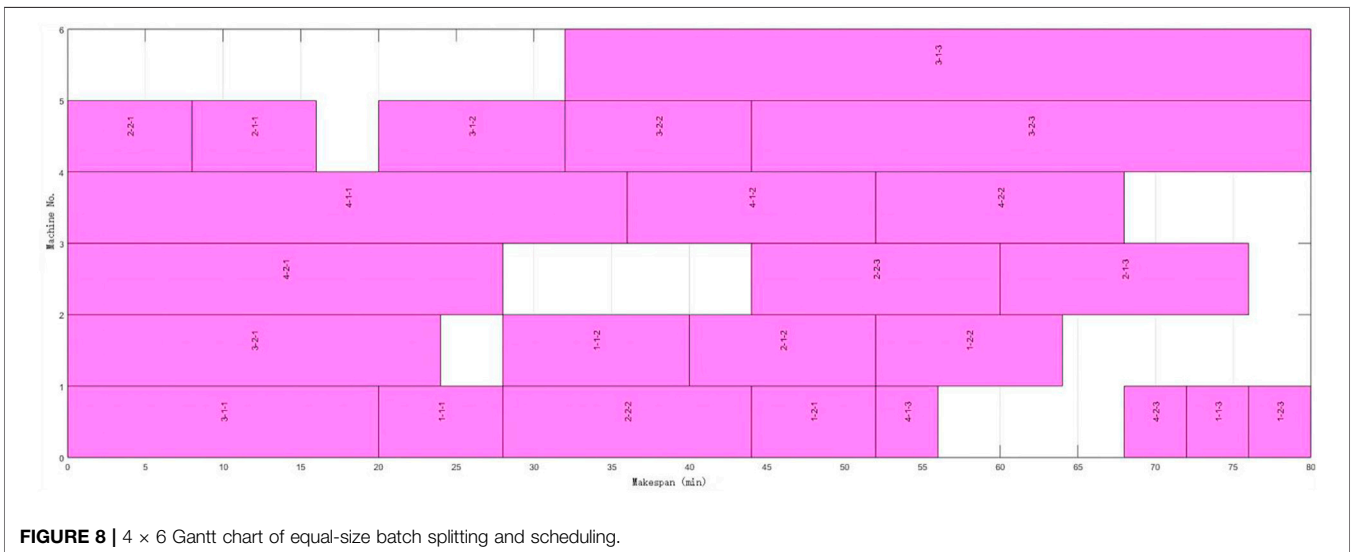 6
3-1-3
5
2-2-1 2-1-1 3-1-2 3-2-2 3-2-3
4
4-1-1 4-1-2 4-2-2
Machine No.
3
4-2-1 2-2-3 2-1-3
2
3-2-1 1-1-2 2-1-2 1-2-2
1
3-1-1 1-1-1 2-2-2 1-2-1 4-1-3 4-2-3 1-1-3 1-2-3
0
0 5 10 15 20 25 30 35 40 45 50 55 60 65 70 75 80
Makespan (min)
FIGURE 8 | 4 × 6 Gantt chart of equal-size batch splitting and scheduling.